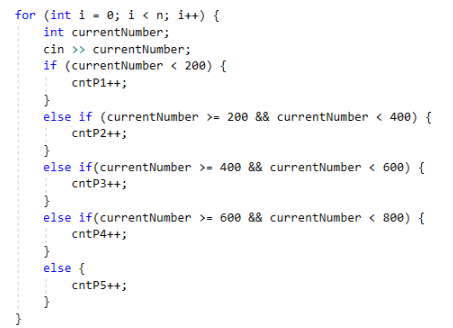 for (int i = 0; i < n; i++) {
    int currentNumber;
    cin >> currentNumber;
    if (currentNumber < 200) {
        cntP1++;
    }
    else if (currentNumber >= 200 && currentNumber < 400) {
        cntP2++;
    }
    else if(currentNumber >= 400 && currentNumber < 600) {
        cntP3++;
    }
    else if(currentNumber >= 600 && currentNumber < 800) {
        cntP4++;
    }
    else {
        cntP5++;
    }
}